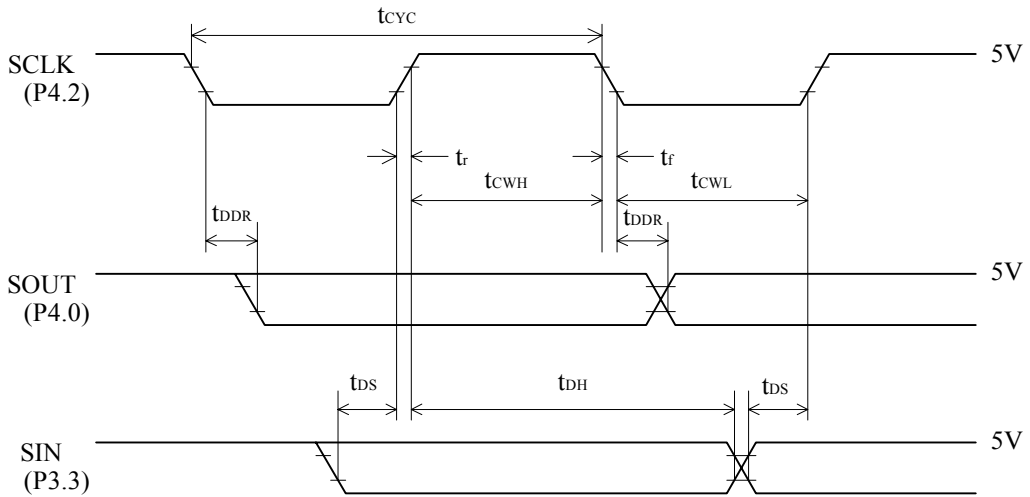 tCYC
SCLK
(P4.2)
5V
tr
tf
tCWH
tCWL
tDDR
tDDR
SOUT
(P4.0)
5V
tDS
tDH
tDS
SIN
(P3.3)
5V